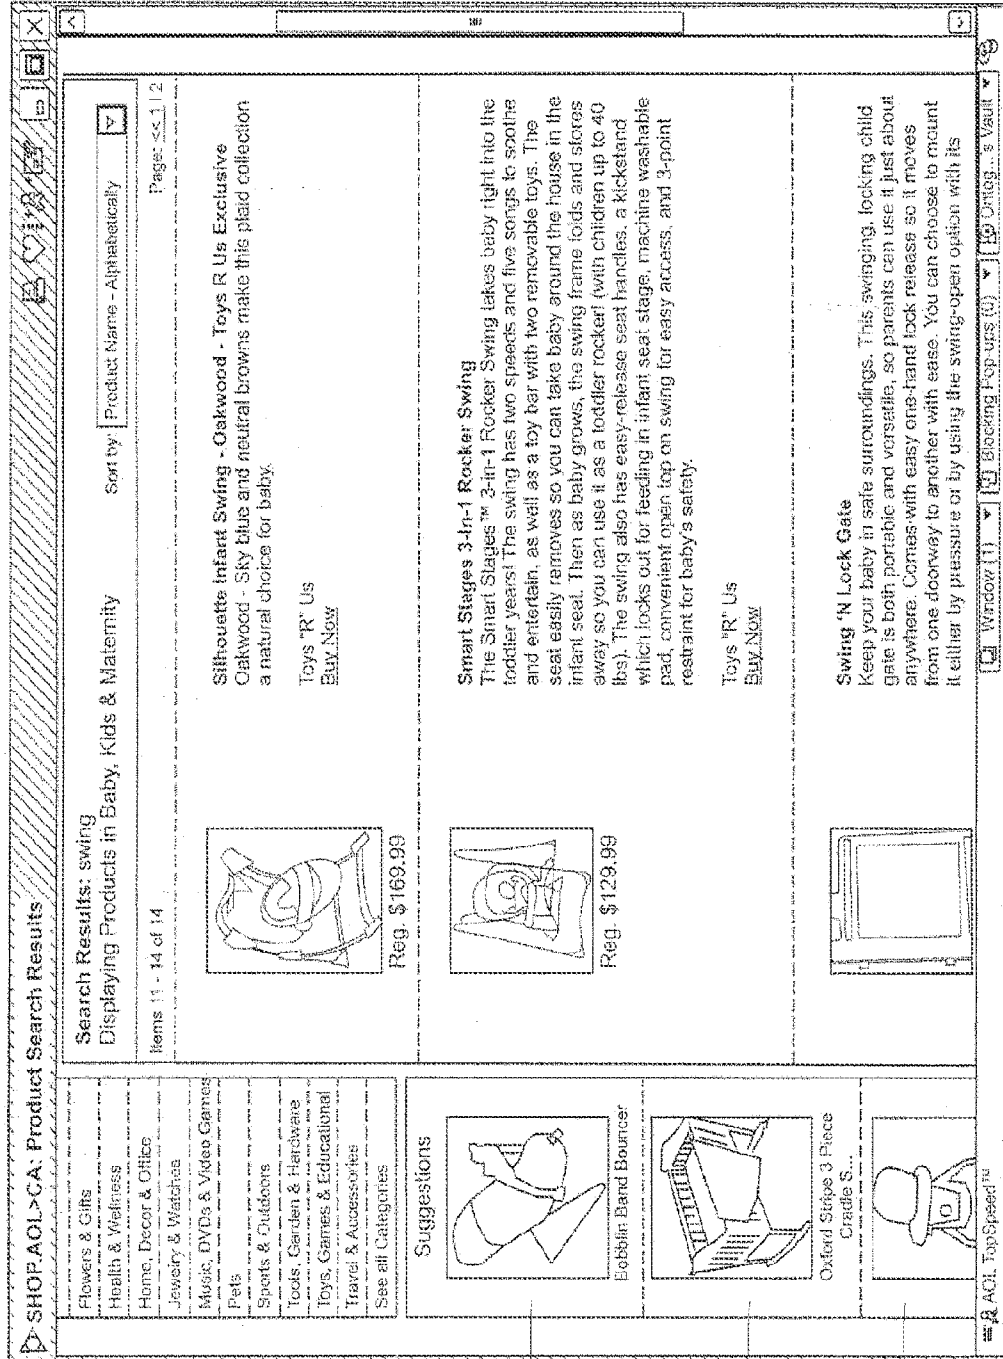 SHOP.AOL>CA: Product Search Results
Flowers & Gifts
Health & Wellness
Home, Decor & Office
Jewelry & Watches
Music, DVDs & Video Games
Pets
Sports & Outdoors
Tools, Garden & Hardware
Toys, Games & Educational
Travel & Accessories
See all Categories
Suggestions
Bobblin Band Bouncer
Oxford Stripe 3 Piece
Cradle S...
Search Results: swing
Displaying Products in Baby, Kids & Maternity
Sort by: Product Name - Alphabetically
Items 11 - 14 of 14
Page: << 1 | 2
Silhouette Infant Swing - Oakwood - Toys R Us Exclusive
Oakwood - Sky blue and neutral browns make this plaid collection
a natural choice for baby.
Toys "R" Us
Buy Now
Reg. $169.99
Smart Stages 3-In-1 Rocker Swing
The Smart Stages™ 3-in-1 Rocker Swing takes baby right into the
toddler years! The swing has two speeds and five songs to soothe
and entertain, as well as a toy bar with two removable toys. The
seat easily removes so you can take baby around the house in the
infant seat. Then as baby grows, the swing frame folds and stores
away so you can use it as a toddler rocker! (with children up to 40
lbs). The swing also has easy-release seat handles, a kickstand
which locks out for feeding in infant seat stage, machine washable
pad, convenient open top on swing for easy access, and 3-point
restraint for baby's safety.
Toys "R" Us
Buy Now
Reg. $129.99
Swing 'N Lock Gate
Keep your baby in safe surroundings. This swinging, locking child
gate is both portable and versatile, so parents can use it just about
anywhere. Comes with easy one-hand lock release so it moves
from one doorway to another with ease. You can choose to mount
it either by pressure or by using the swing-open option with its
AOL TopSpeed™
Window (1)
Blocking Pop-ups (0)
Ontog...s Vault